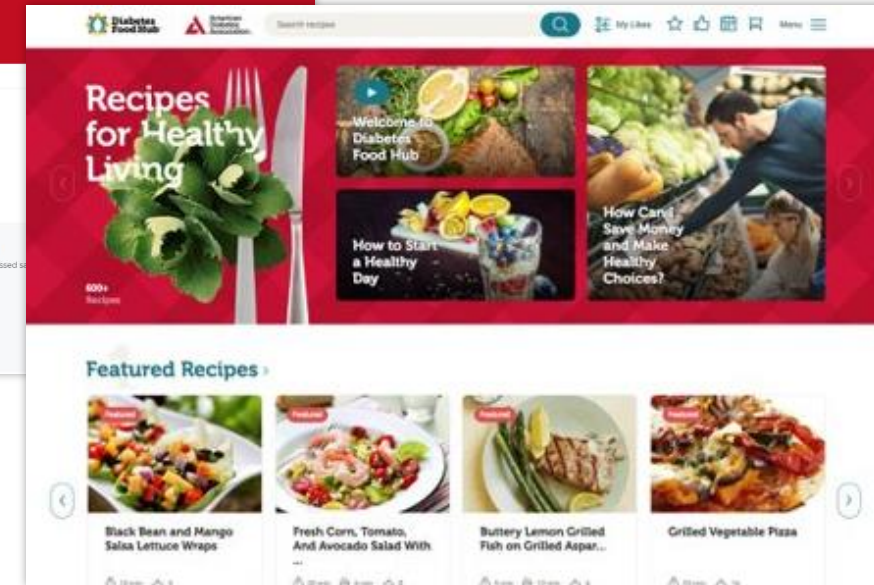 Diabetes
Food Hub
American
Diabetes
Association
Search recipes
My Likes
Menu
Recipes
for Healthy
Living
600+
Recipes
Welcome to
Diabetes
Food Hub
How to Start
a Healthy
Day
How Can I
Save Money
and Make
Healthy
Choices?
Featured Recipes ›
Featured
Featured
Featured
Featured
Black Bean and Mango
Salsa Lettuce Wraps
Fresh Corn, Tomato,
And Avocado Salad With
...
Buttery Lemon Grilled
Fish on Grilled Aspar...
Grilled Vegetable Pizza